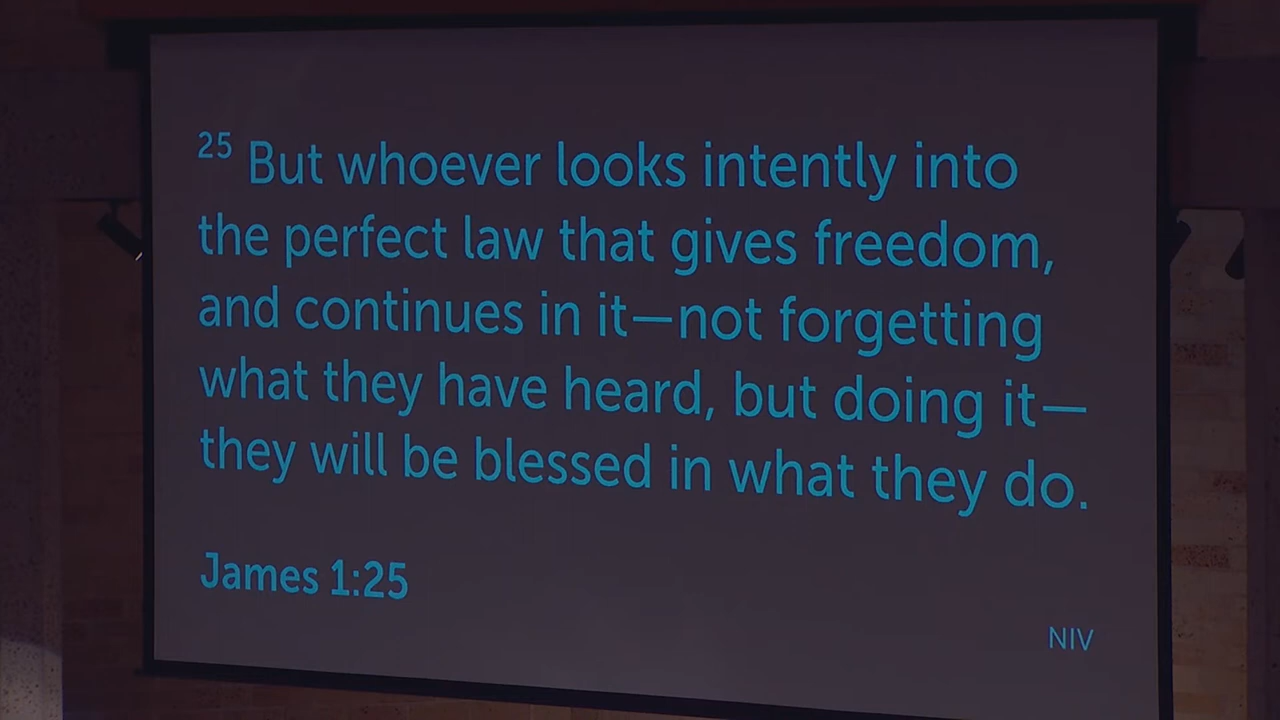 25 But whoever looks intently into
the perfect law that gives freedom,
and continues in it—not forgetting
what they have heard, but doing it—
they will be blessed in what they do.
James 1:25
NIV